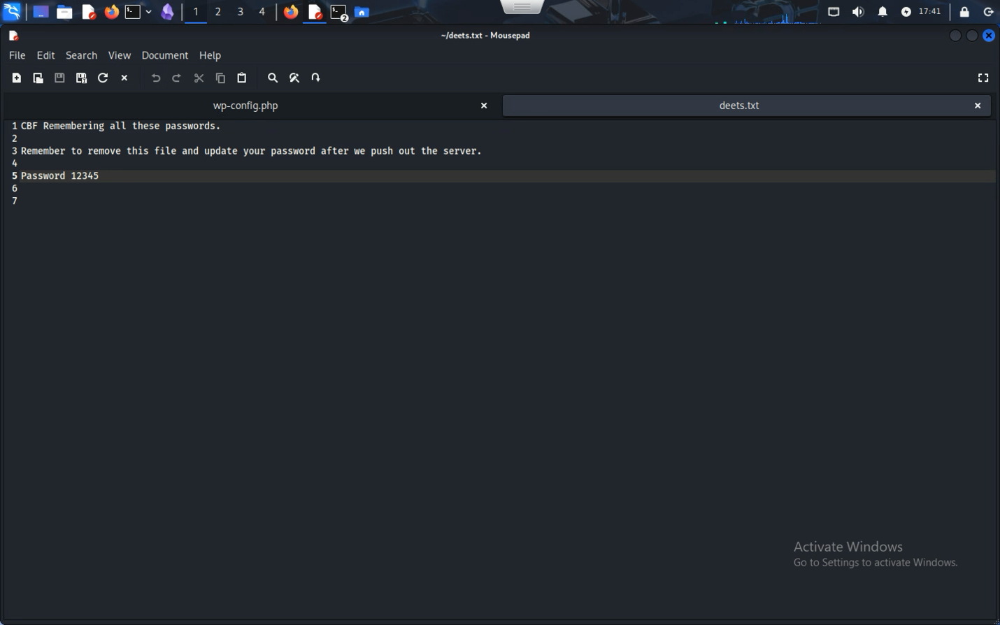 1 2 3 4 2 17:41
~/deets.txt - Mousepad
File Edit Search View Document Help
wp-config.php deets.txt
1 CBF Remembering all these passwords.
2
3 Remember to remove this file and update your password after we push out the server.
4
5 Password 12345
6
7
Activate Windows
Go to Settings to activate Windows.